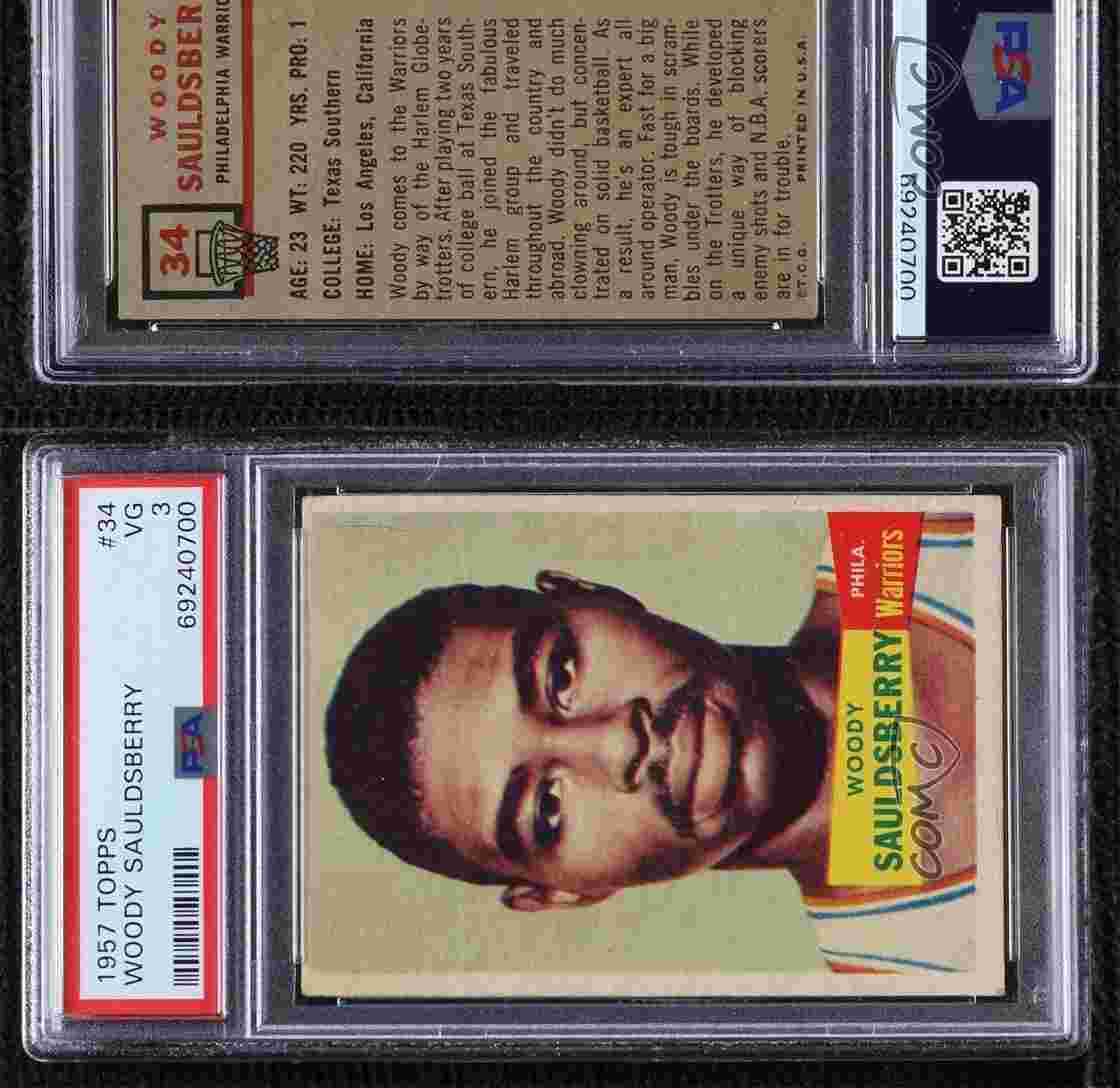 WOODY
SAULDSBER
PHILADELPHIA WARRIO
34
AGE: 23 WT: 220 YRS. PRO: 1
COLLEGE: Texas Southern
HOME: Los Angeles, California
Woody comes to the Warriors
by way of the Harlem Globe-
trotters. After playing two years
of college ball at Texas South-
ern, he joined the fabulous
Harlem group and traveled
throughout the country and
abroad. Woody didn't do much
clowning around, but concen-
trated on solid basketball. As
a result, he's an expert all
around operator. Fast for a big
man, Woody is tough in scram-
bles under the boards. While
on the Trotters, he developed
a unique way of blocking
enemy shots and N.B.A. scorers
are in for trouble.
©T.C.G. PRINTED IN U.S.A.
69240700
PSA
COMC
1957 TOPPS #34
WOODY SAULDSBERRY VG
3
69240700
PSA
WOODY PHILA.
SAULDSBERRY Warriors
COMC